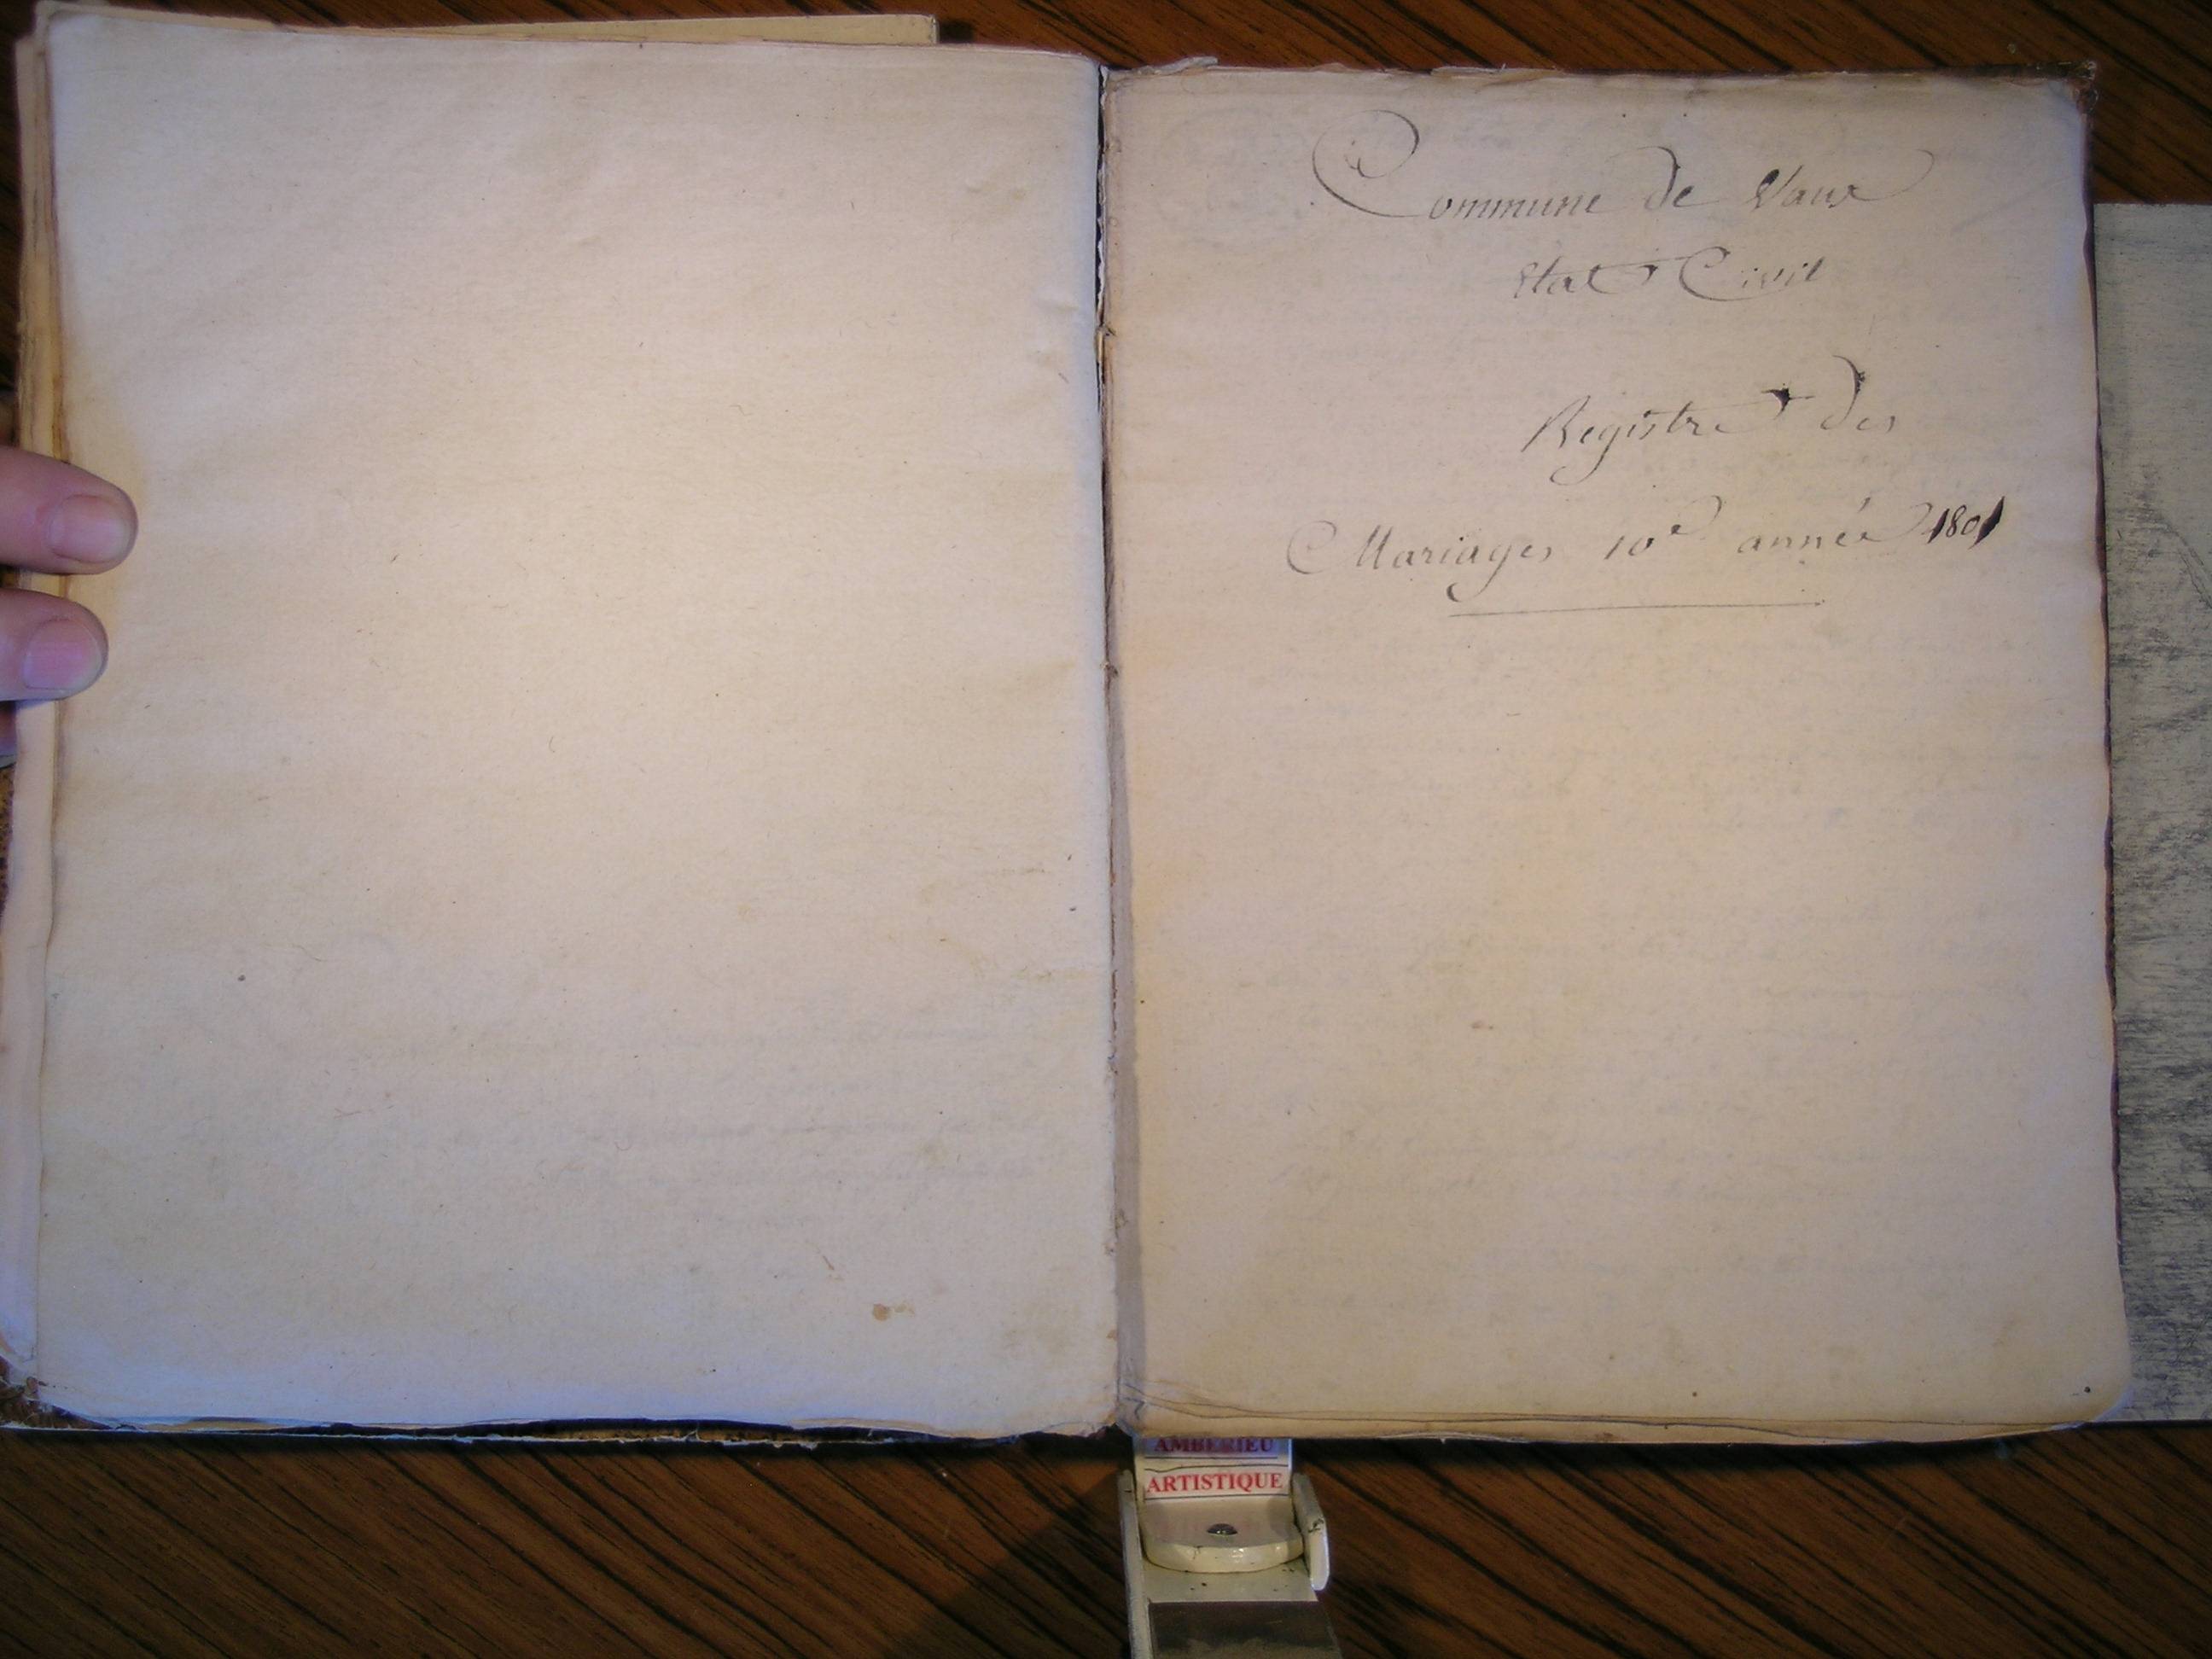 Commune de Vaux
Etat Civil
Registre des
Mariages 10e année 1801
AMBERIEU
ARTISTIQUE